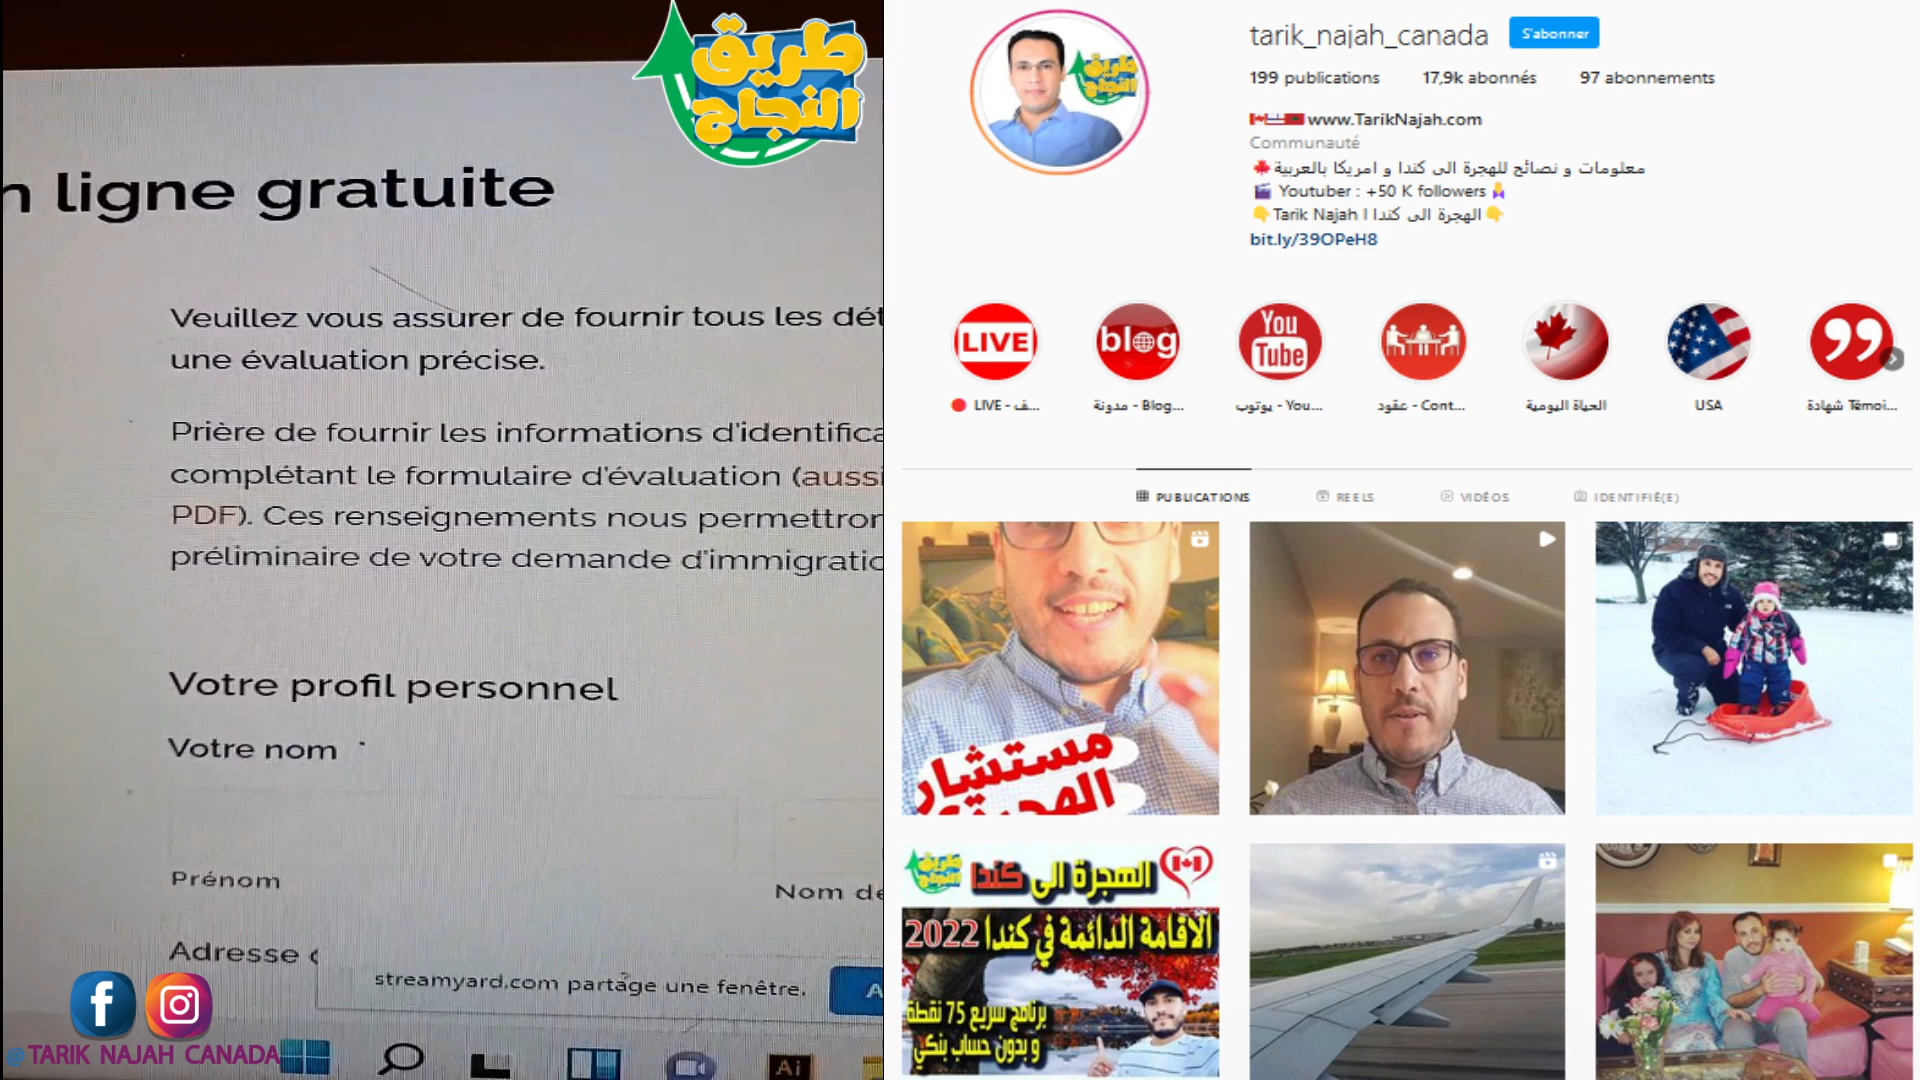 طريق
النجاح
n ligne gratuite
Veuillez vous assurer de fournir tous les dét
une évaluation précise.
Prière de fournir les informations d'identifica
complétant le formulaire d'évaluation (aussi
PDF). Ces renseignements nous permettron
préliminaire de votre demande d'immigratio
Votre profil personnel
Votre nom
Prénom
Nom de
Adresse
streamyard.com partage une fenêtre.
A
@TARIK NAJAH CANADA
Ai
tarik_najah_canada
S'abonner
199 publications 17,9k abonnés 97 abonnements
www.TarikNajah.com
Communauté
🍁معلومات و نصائح للهجرة الى كندا و امريكا بالعربية
🎬 Youtuber : +50 K followers
👇Tarik Najah I الهجرة الى كندا👇
bit.ly/39OPeH8
LIVE
blog
You
Tube
🔴 LIVE - ف...
مدونة - Blog...
يوتوب - You...
عقود - Cont...
الحياة اليومية
USA
شهادة Témoi...
PUBLICATIONS
REELS
VIDÉOS
IDENTIFIÉ(E)
مستشار
طريق
النجاح
الهجرة الى كندا
الاقامة الدائمة في كندا 2022
برنامج سريع 75 نقطة
و بدون حساب بنكي